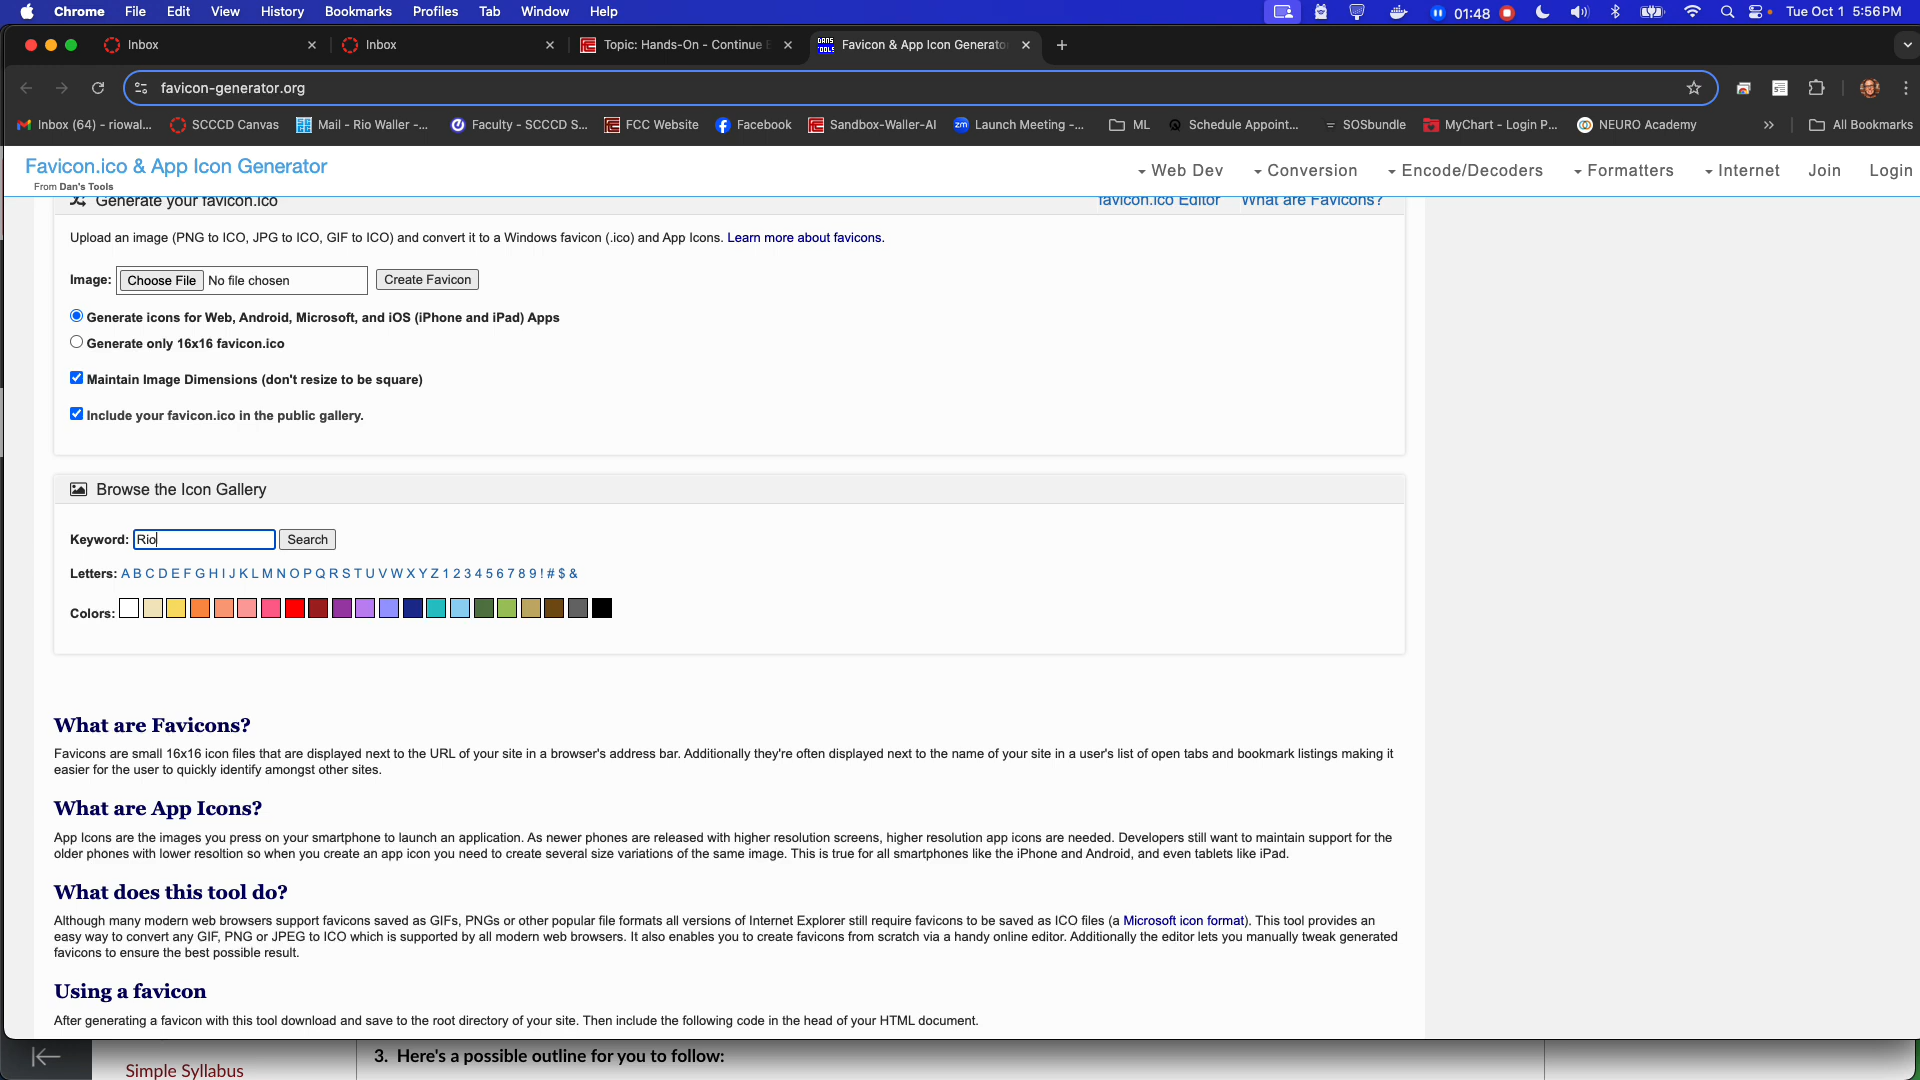 Chrome File Edit View History Bookmarks Profiles Tab Window Help 01:48 Tue Oct 1 5:56 PM
Inbox Inbox Topic: Hands-On - Continue Favicon & App Icon Generato
favicon-generator.org
Inbox (64) - riowal... SCCCD Canvas Mail - Rio Waller -... Faculty - SCCCD S... FCC Website Facebook Sandbox-Waller-AI Launch Meeting -... ML Schedule Appoint... SOSbundle MyChart - Login P... NEURO Academy » All Bookmarks
Favicon.ico & App Icon Generator
From Dan's Tools
Web Dev Conversion Encode/Decoders Formatters Internet Join Login
Generate your favicon.ico favicon.ico Editor What are Favicons?
Upload an image (PNG to ICO, JPG to ICO, GIF to ICO) and convert it to a Windows favicon (.ico) and App Icons. Learn more about favicons.
Image: Choose File No file chosen Create Favicon
Generate icons for Web, Android, Microsoft, and iOS (iPhone and iPad) Apps
Generate only 16x16 favicon.ico
Maintain Image Dimensions (don't resize to be square)
Include your favicon.ico in the public gallery.
Browse the Icon Gallery
Keyword: Rio Search
Letters: A B C D E F G H I J K L M N O P Q R S T U V W X Y Z 1 2 3 4 5 6 7 8 9 ! # $ &
Colors:
What are Favicons?
Favicons are small 16x16 icon files that are displayed next to the URL of your site in a browser's address bar. Additionally they're often displayed next to the name of your site in a user's list of open tabs and bookmark listings making it
easier for the user to quickly identify amongst other sites.
What are App Icons?
App Icons are the images you press on your smartphone to launch an application. As newer phones are released with higher resolution screens, higher resolution app icons are needed. Developers still want to maintain support for the
older phones with lower resoltion so when you create an app icon you need to create several size variations of the same image. This is true for all smartphones like the iPhone and Android, and even tablets like iPad.
What does this tool do?
Although many modern web browsers support favicons saved as GIFs, PNGs or other popular file formats all versions of Internet Explorer still require favicons to be saved as ICO files (a Microsoft icon format). This tool provides an
easy way to convert any GIF, PNG or JPEG to ICO which is supported by all modern web browsers. It also enables you to create favicons from scratch via a handy online editor. Additionally the editor lets you manually tweak generated
favicons to ensure the best possible result.
Using a favicon
After generating a favicon with this tool download and save to the root directory of your site. Then include the following code in the head of your HTML document.
3. Here's a possible outline for you to follow:
Simple Syllabus